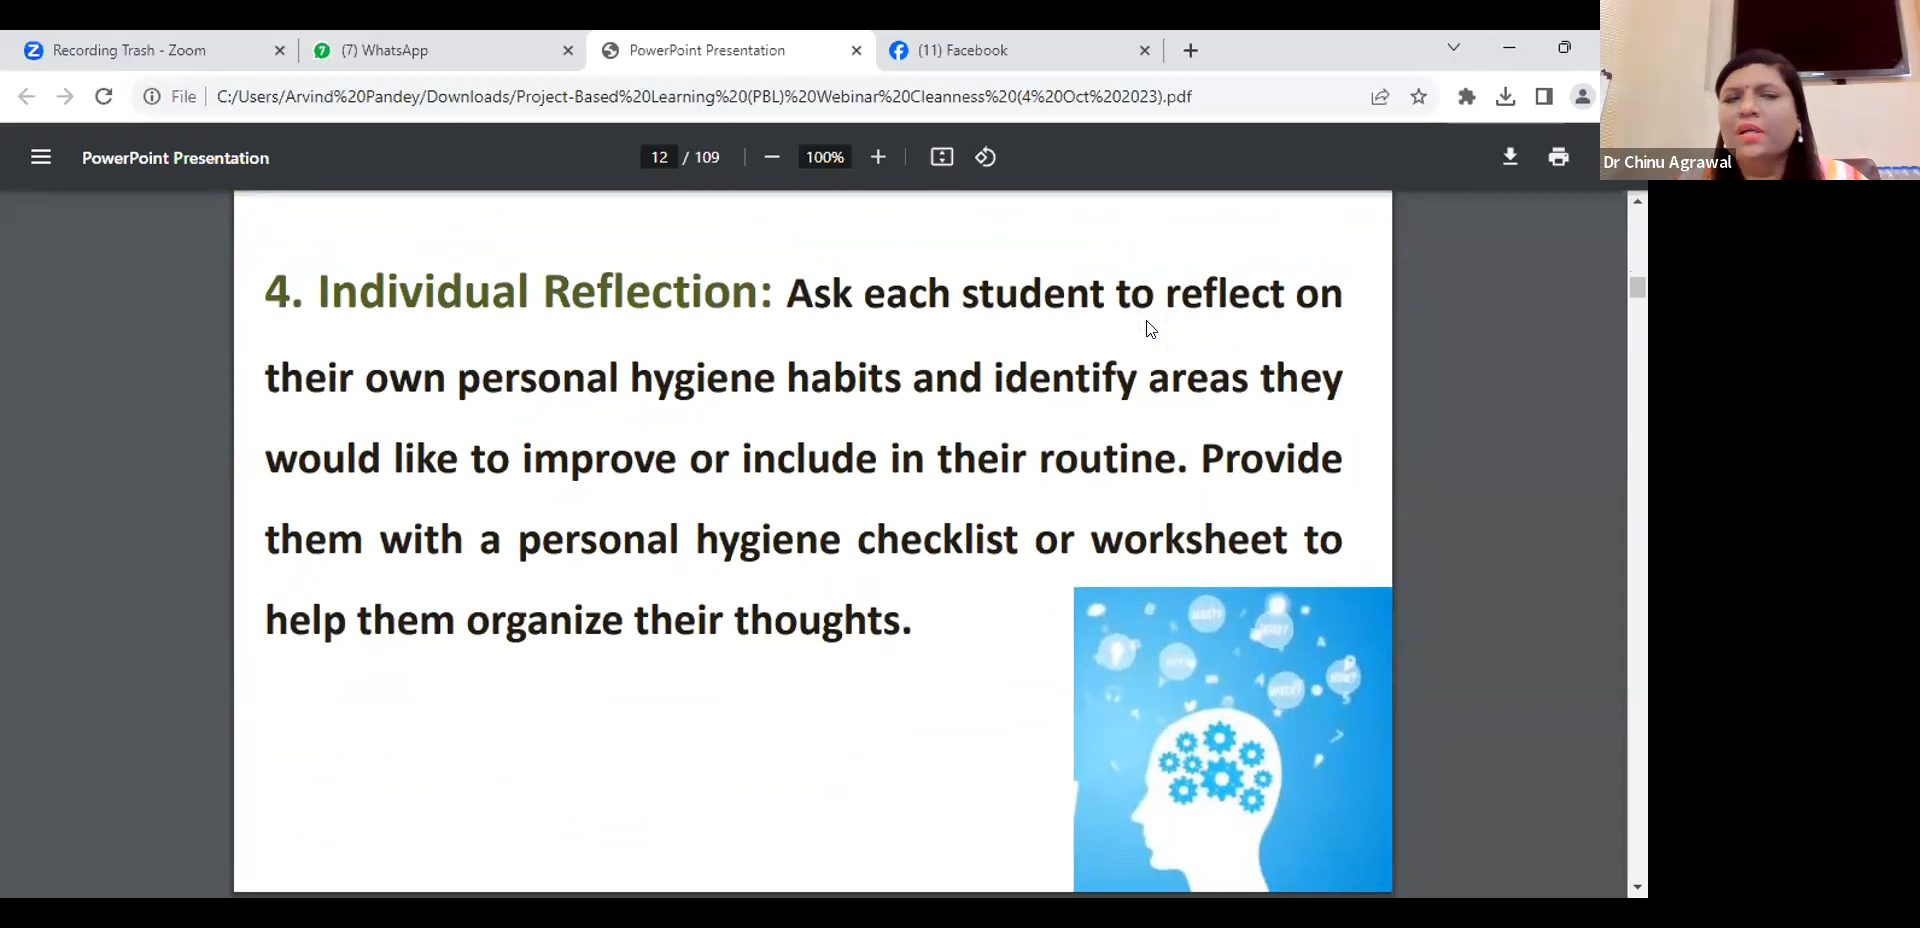 Recording Trash - Zoom
(7) WhatsApp
PowerPoint Presentation
(11) Facebook
File
C:/Users/Arvind%20Pandey/Downloads/Project-Based%20Learning%20(PBL)%20Webinar%20Cleanness%20(4%20Oct%202023).pdf
PowerPoint Presentation
12 / 109
100%
Dr Chinu Agrawal
4. Individual Reflection: Ask each student to reflect on
their own personal hygiene habits and identify areas they
would like to improve or include in their routine. Provide
them with a personal hygiene checklist or worksheet to
help them organize their thoughts.